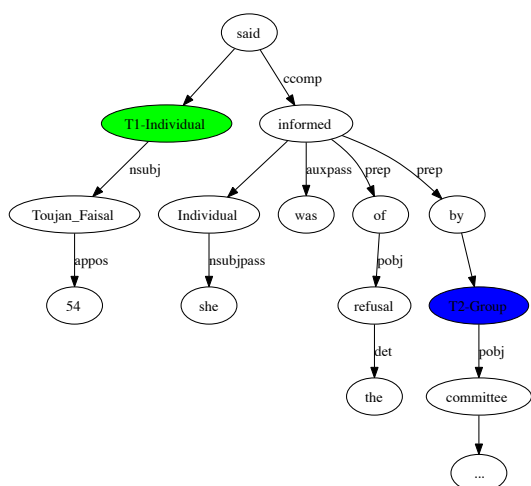 said
ccomp
T1-Individual informed
nsubj auxpass prep prep
Toujan_Faisal Individual was of by
appos nsubjpass pobj
54 she refusal T2-Group
det pobj
the committee
...